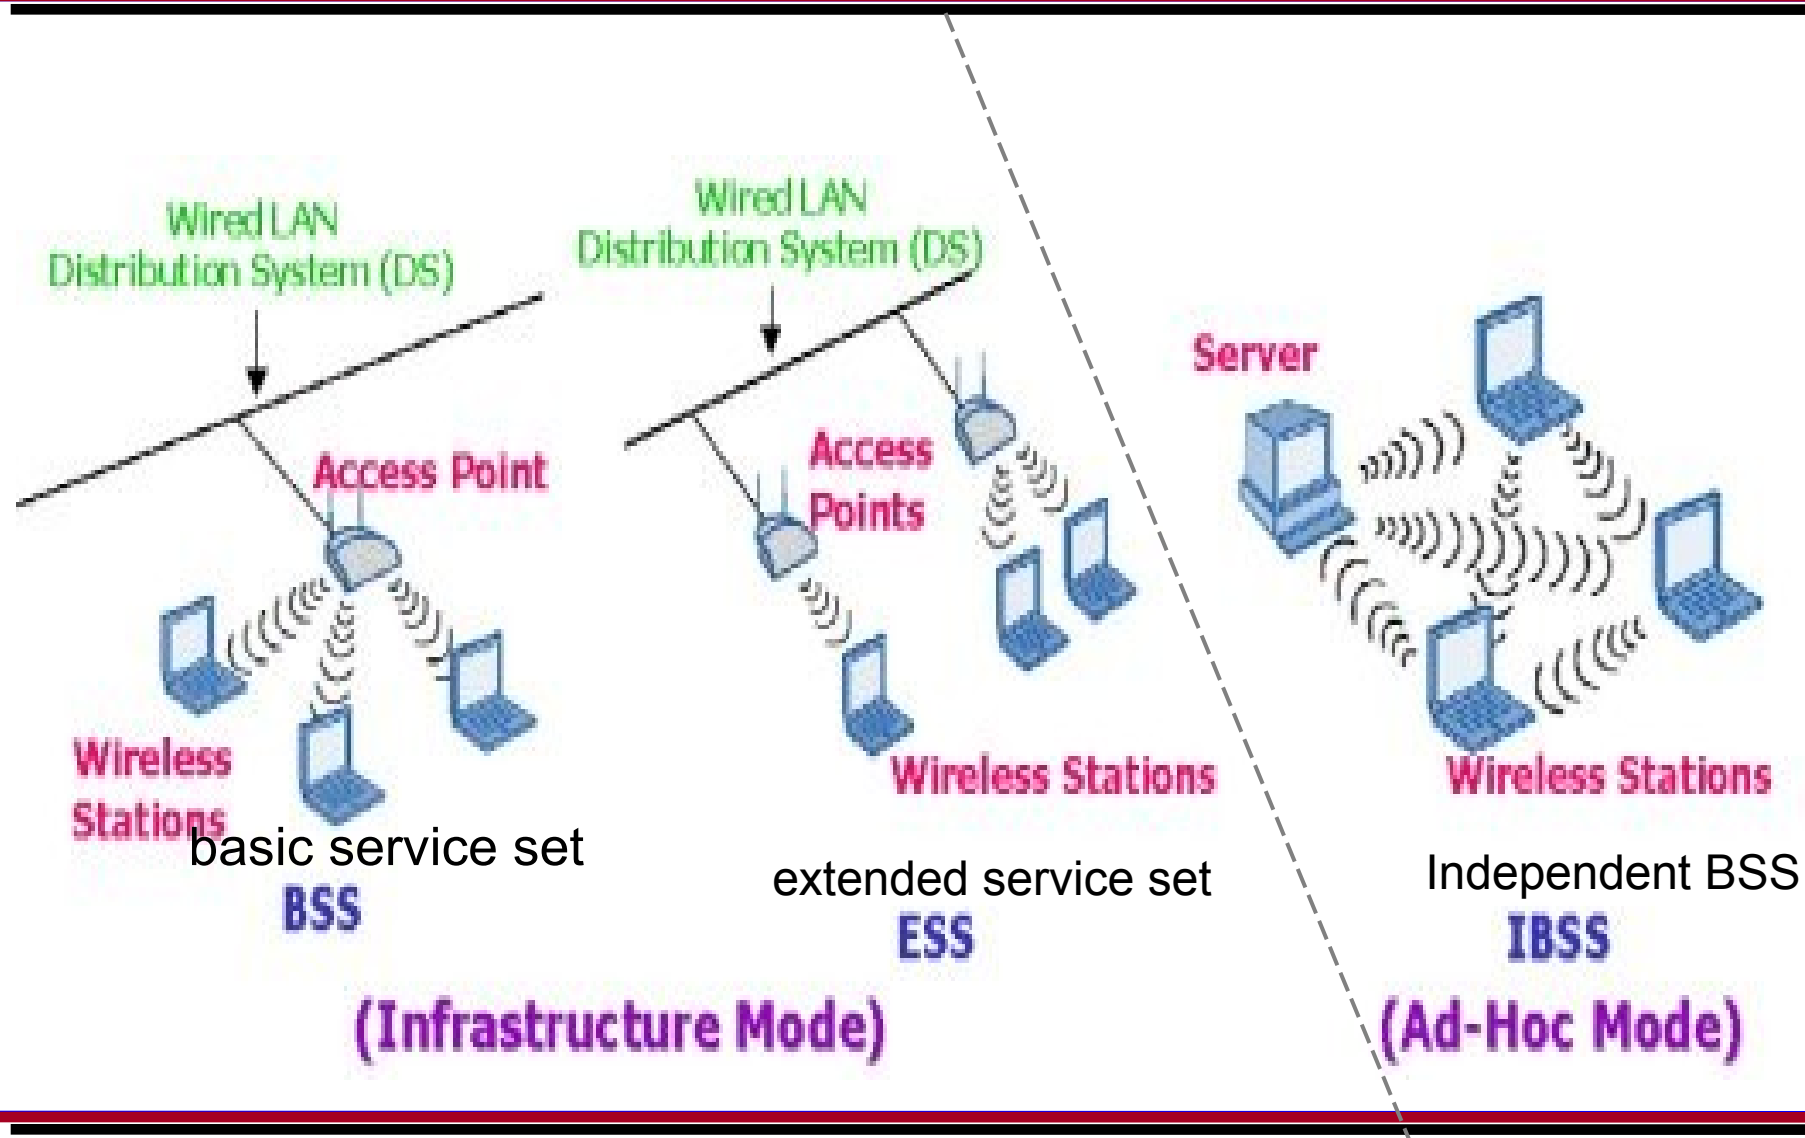 Wired LAN
Distribution System (DS)
Access Point
Wireless
Stations
basic service set
BSS
Wired LAN
Distribution System (DS)
Access
Points
Wireless Stations
extended service set
ESS
(Infrastructure Mode)
Server
Wireless Stations
Independent BSS
IBSS
(Ad-Hoc Mode)